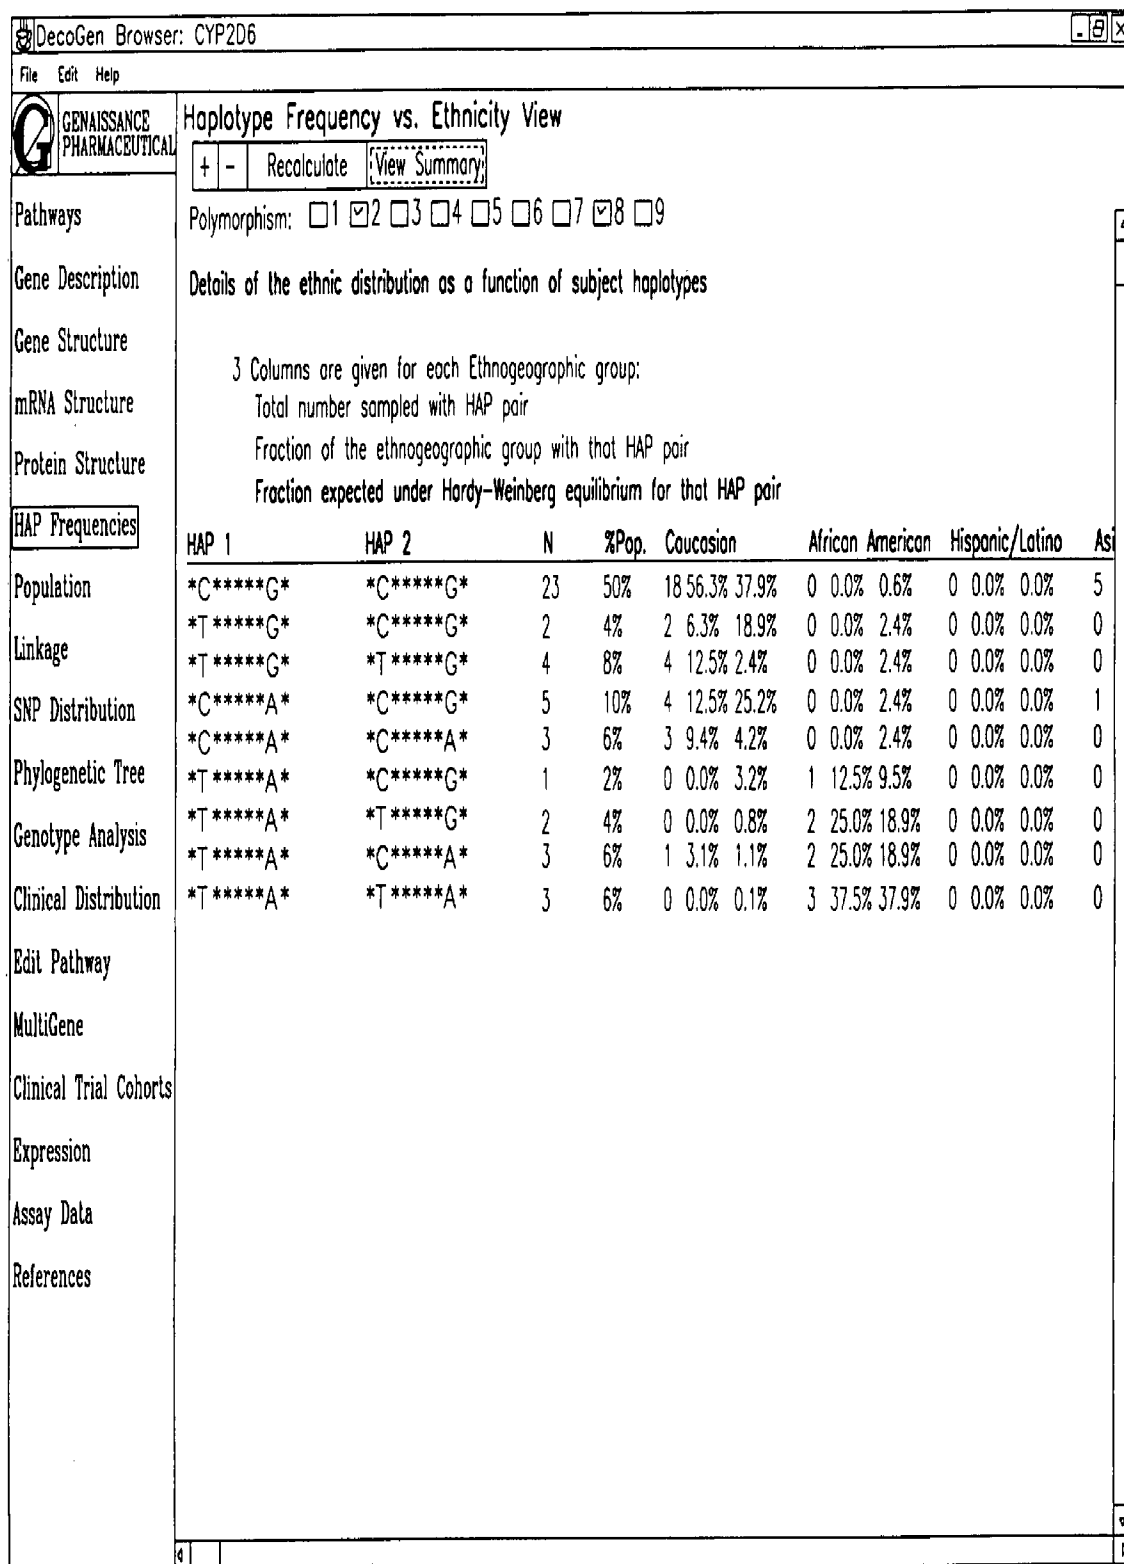 DecoGen Browser: CYP2D6
File Edit Help
GENAISSANCE
PHARMACEUTICAL
Haplotype Frequency vs. Ethnicity View
+ - Recalculate View Summary
Polymorphism: 1 2 3 4 5 6 7 8 9
Details of the ethnic distribution as a function of subject haplotypes
3 Columns are given for each Ethnogeographic group:
Total number sampled with HAP pair
Fraction of the ethnogeographic group with that HAP pair
Fraction expected under Hardy-Weinberg equilibrium for that HAP pair
Pathways
Gene Description
Gene Structure
mRNA Structure
Protein Structure
HAP Frequencies
Population
Linkage
SNP Distribution
Phylogenetic Tree
Genotype Analysis
Clinical Distribution
Edit Pathway
MultiGene
Clinical Trial Cohorts
Expression
Assay Data
References
HAP 1 HAP 2 N %Pop. Caucasian African American Hispanic/Latino Asi
*C*****G* *C*****G* 23 50% 18 56.3% 37.9% 0 0.0% 0.6% 0 0.0% 0.0% 5
*T*****G* *C*****G* 2 4% 2 6.3% 18.9% 0 0.0% 2.4% 0 0.0% 0.0% 0
*T*****G* *T*****G* 4 8% 4 12.5% 2.4% 0 0.0% 2.4% 0 0.0% 0.0% 0
*C*****A* *C*****G* 5 10% 4 12.5% 25.2% 0 0.0% 2.4% 0 0.0% 0.0% 1
*C*****A* *C*****A* 3 6% 3 9.4% 4.2% 0 0.0% 2.4% 0 0.0% 0.0% 0
*T*****A* *C*****G* 1 2% 0 0.0% 3.2% 1 12.5% 9.5% 0 0.0% 0.0% 0
*T*****A* *T*****G* 2 4% 0 0.0% 0.8% 2 25.0% 18.9% 0 0.0% 0.0% 0
*T*****A* *C*****A* 3 6% 1 3.1% 1.1% 2 25.0% 18.9% 0 0.0% 0.0% 0
*T*****A* *T*****A* 3 6% 0 0.0% 0.1% 3 37.5% 37.9% 0 0.0% 0.0% 0